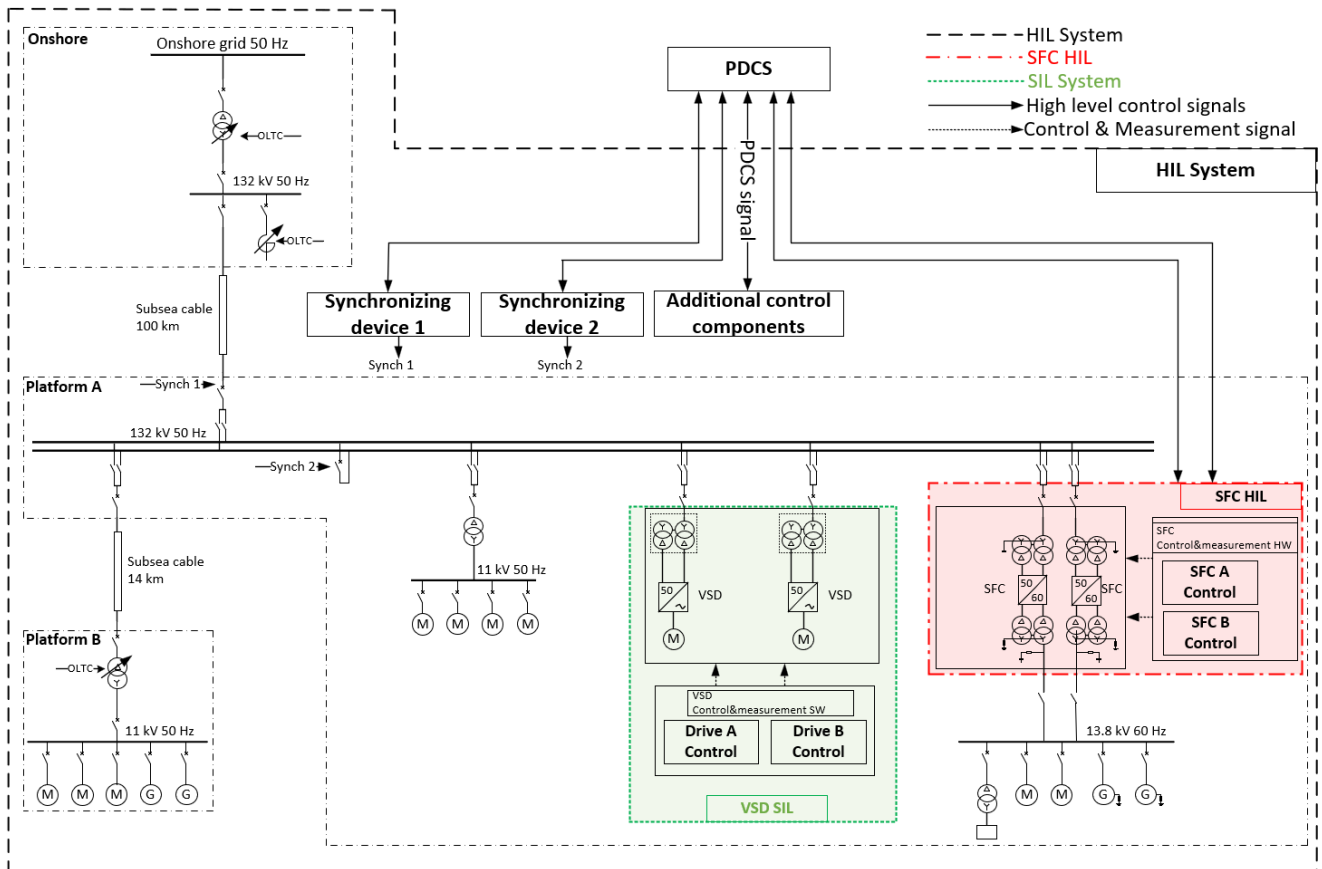 Onshore
Onshore grid 50 Hz
OLTC
132 kV 50 Hz
OLTC
PDCS
HIL System
SFC HIL
SIL System
High level control signals
Control & Measurement signal
HIL System
PDCS signal
Synchronizing
device 1
Synchronizing
device 2
Additional control
components
Synch 1
Synch 2
Subsea cable
100 km
Platform A
Synch 1
132 kV 50 Hz
Synch 2
Subsea cable
14 km
Platform B
OLTC
11 kV 50 Hz
M
M
M
G
G
11 kV 50 Hz
M
M
M
M
50
VSD
M
50
VSD
M
VSD
Control&measurement SW
Drive A
Control
Drive B
Control
VSD SIL
SFC HIL
SFC
50
60
50
60
SFC
SFC
Control&measurement HW
SFC A
Control
SFC B
Control
13.8 kV 60 Hz
M
M
G
G